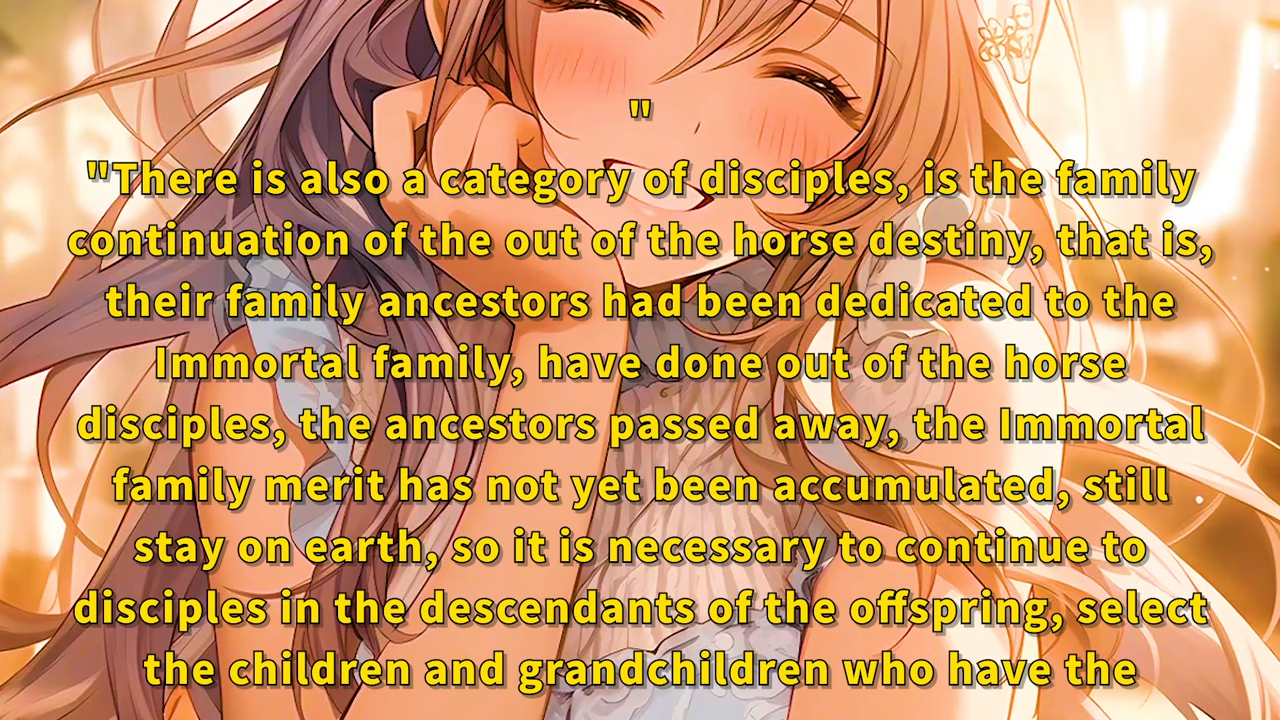 "
"There is also a category of disciples, is the family
continuation of the out of the horse destiny, that is,
their family ancestors had been dedicated to the
Immortal family, have done out of the horse
disciples, the ancestors passed away, the Immortal
family merit has not yet been accumulated, still
stay on earth, so it is necessary to continue to
disciples in the descendants of the offspring, select
the children and grandchildren who have the